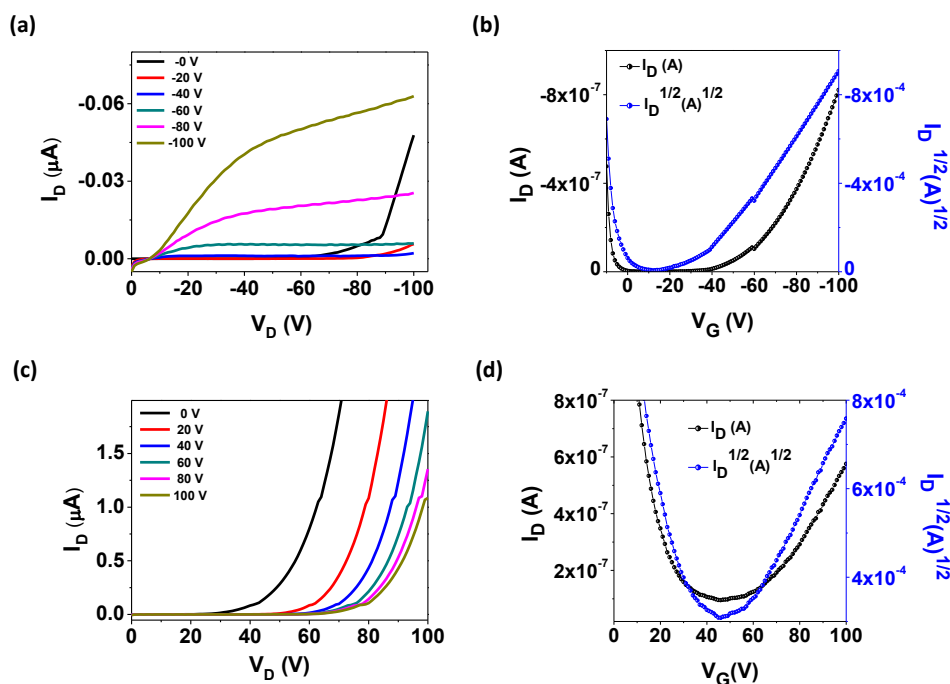 (a)
-0 V
-20 V
-40 V
-60 V
-80 V
-100 V
-0.06
-0.03
0.00
I_D (μA)
0 -20 -40 -60 -80 -100
V_D (V)
(b)
I_D (A)
I_D^1/2 (A)^1/2
-8x10^-7
-4x10^-7
0
I_D (A)
-8x10^-4
-4x10^-4
0
I_D^1/2 (A)^1/2
0 -20 -40 -60 -80 -100
V_G (V)
(c)
0 V
20 V
40 V
60 V
80 V
100 V
1.5
1.0
0.5
0.0
I_D (μA)
0 20 40 60 80 100
V_D (V)
(d)
I_D (A)
I_D^1/2 (A)^1/2
8x10^-7
6x10^-7
4x10^-7
2x10^-7
I_D (A)
8x10^-4
6x10^-4
4x10^-4
I_D^1/2 (A)^1/2
0 20 40 60 80 100
V_G(V)